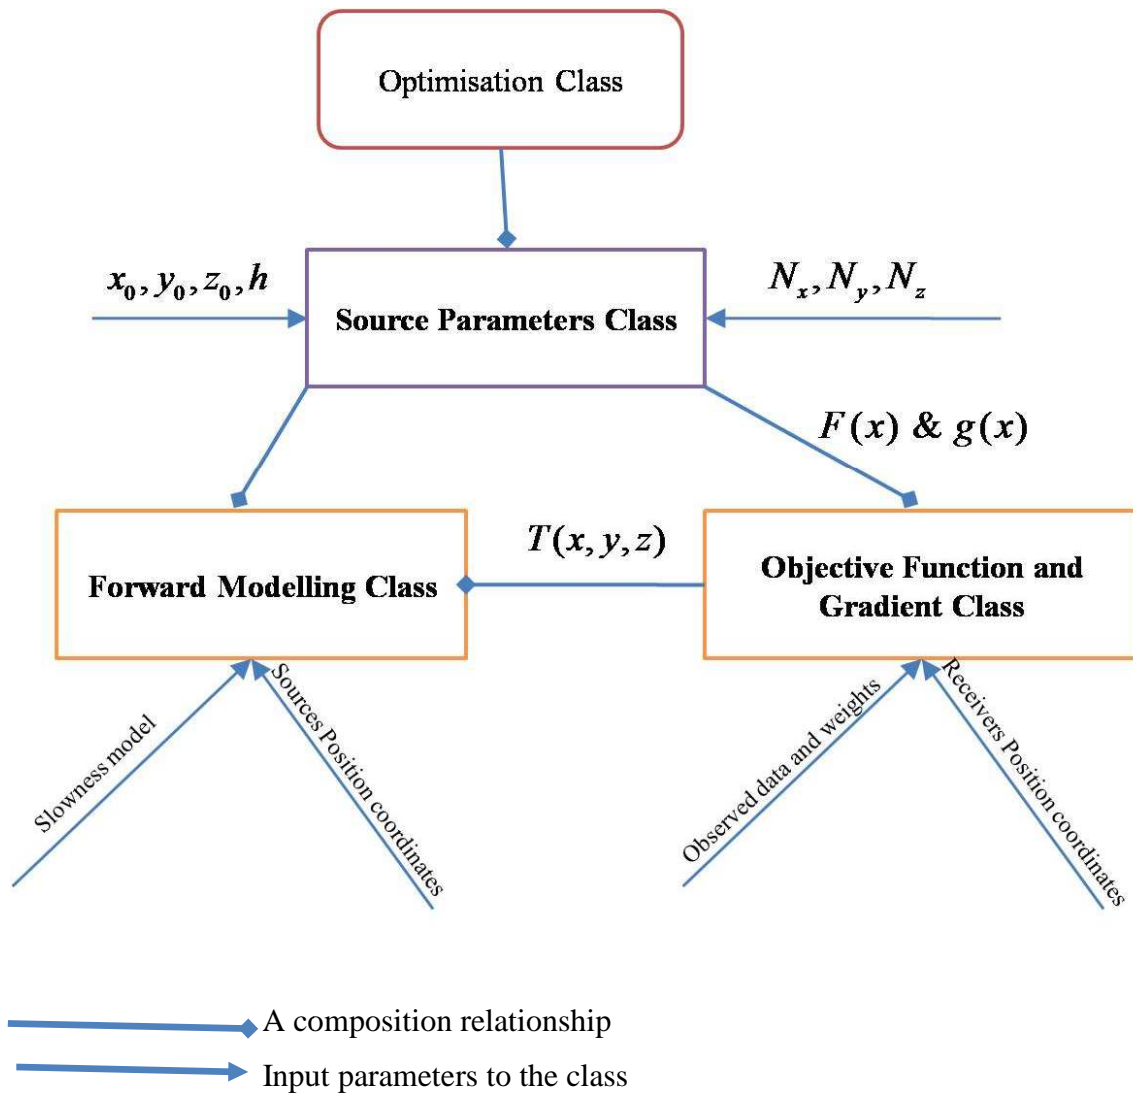 Optimisation Class
x₀, y₀, z₀, h
Nₓ, N_y, N_z
Source Parameters Class
F(x) & g(x)
T(x, y, z)
Forward Modelling Class
Objective Function and
Gradient Class
Slowness model
Sources Position coordinates
Observed data and weights
Receivers Position coordinates
A composition relationship
Input parameters to the class